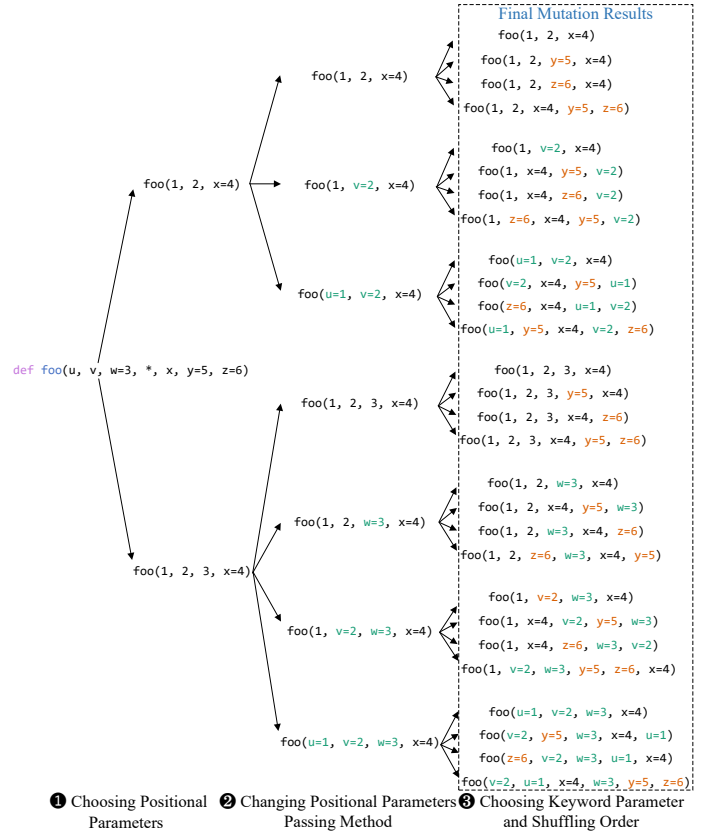 Final Mutation Results
foo(1, 2, x=4)
foo(1, 2, y=5, x=4)
foo(1, 2, x=4)
foo(1, 2, z=6, x=4)
foo(1, 2, x=4, y=5, z=6)
foo(1, v=2, x=4)
foo(1, x=4, y=5, v=2)
foo(1, 2, x=4)
foo(1, v=2, x=4)
foo(1, x=4, z=6, v=2)
foo(1, z=6, x=4, y=5, v=2)
foo(u=1, v=2, x=4)
foo(v=2, x=4, y=5, u=1)
foo(u=1, v=2, x=4)
foo(z=6, x=4, u=1, v=2)
foo(u=1, y=5, x=4, v=2, z=6)
def foo(u, v, w=3, *, x, y=5, z=6)
foo(1, 2, 3, x=4)
foo(1, 2, 3, y=5, x=4)
foo(1, 2, 3, x=4)
foo(1, 2, 3, x=4, z=6)
foo(1, 2, 3, x=4, y=5, z=6)
foo(1, 2, w=3, x=4)
foo(1, 2, x=4, y=5, w=3)
foo(1, 2, w=3, x=4)
foo(1, 2, w=3, x=4, z=6)
foo(1, 2, z=6, w=3, x=4, y=5)
foo(1, 2, 3, x=4)
foo(1, v=2, w=3, x=4)
foo(1, x=4, v=2, y=5, w=3)
foo(1, v=2, w=3, x=4)
foo(1, x=4, z=6, w=3, v=2)
foo(1, v=2, w=3, y=5, z=6, x=4)
foo(u=1, v=2, w=3, x=4)
foo(v=2, y=5, w=3, x=4, u=1)
foo(u=1, v=2, w=3, x=4)
foo(z=6, v=2, w=3, u=1, x=4)
foo(v=2, u=1, x=4, w=3, y=5, z=6)
❶ Choosing Positional
Parameters
❷ Changing Positional Parameters
Passing Method
❸ Choosing Keyword Parameter
and Shuffling Order